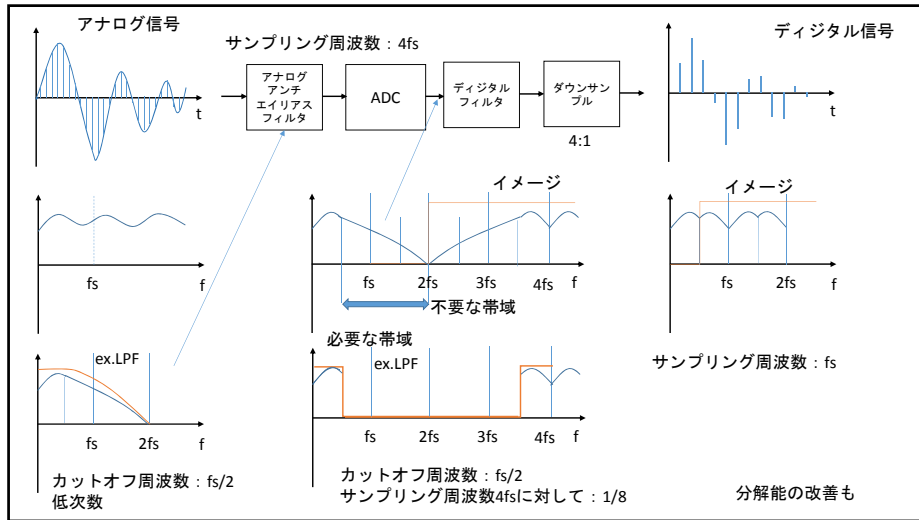 アナログ信号
サンプリング周波数：4fs
ディジタル信号
アナログ
アンチ
エイリアス
フィルタ
ADC
ディジタル
フィルタ
ダウンサン
プル
4:1
t
t
イメージ
イメージ
fs
f
fs
2fs
3fs
4fs
f
fs
2fs
f
不要な帯域
必要な帯域
ex.LPF
ex.LPF
サンプリング周波数：fs
fs
2fs
f
fs
2fs
3fs
4fs
f
カットオフ周波数：fs/2
低次数
カットオフ周波数：fs/2
サンプリング周波数4fsに対して：1/8
分解能の改善も